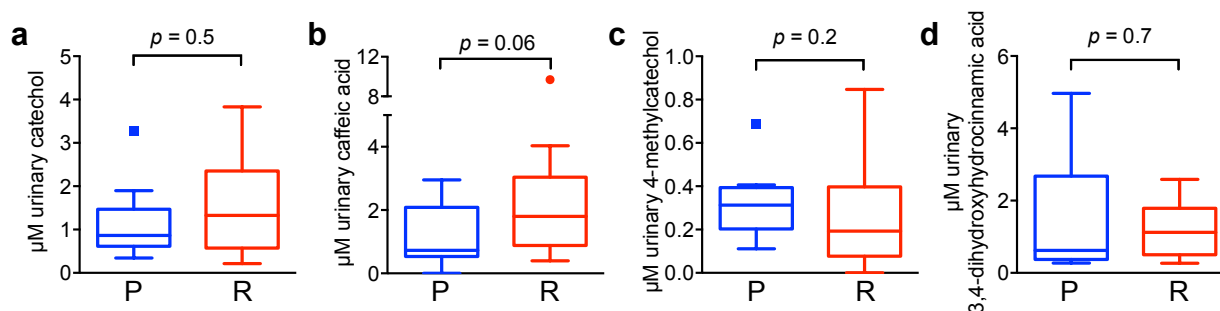 a
p = 0.5
μM urinary catechol
5
4
3
2
1
0
P R
b
p = 0.06
μM urinary caffeic acid
12
8
4
2
0
P R
c
p = 0.2
μM urinary 4-methylcatechol
1.0
0.8
0.6
0.4
0.2
0.0
P R
d
p = 0.7
μM urinary
3,4-dihydroxyhydrocinnamic acid
6
4
2
0
P R